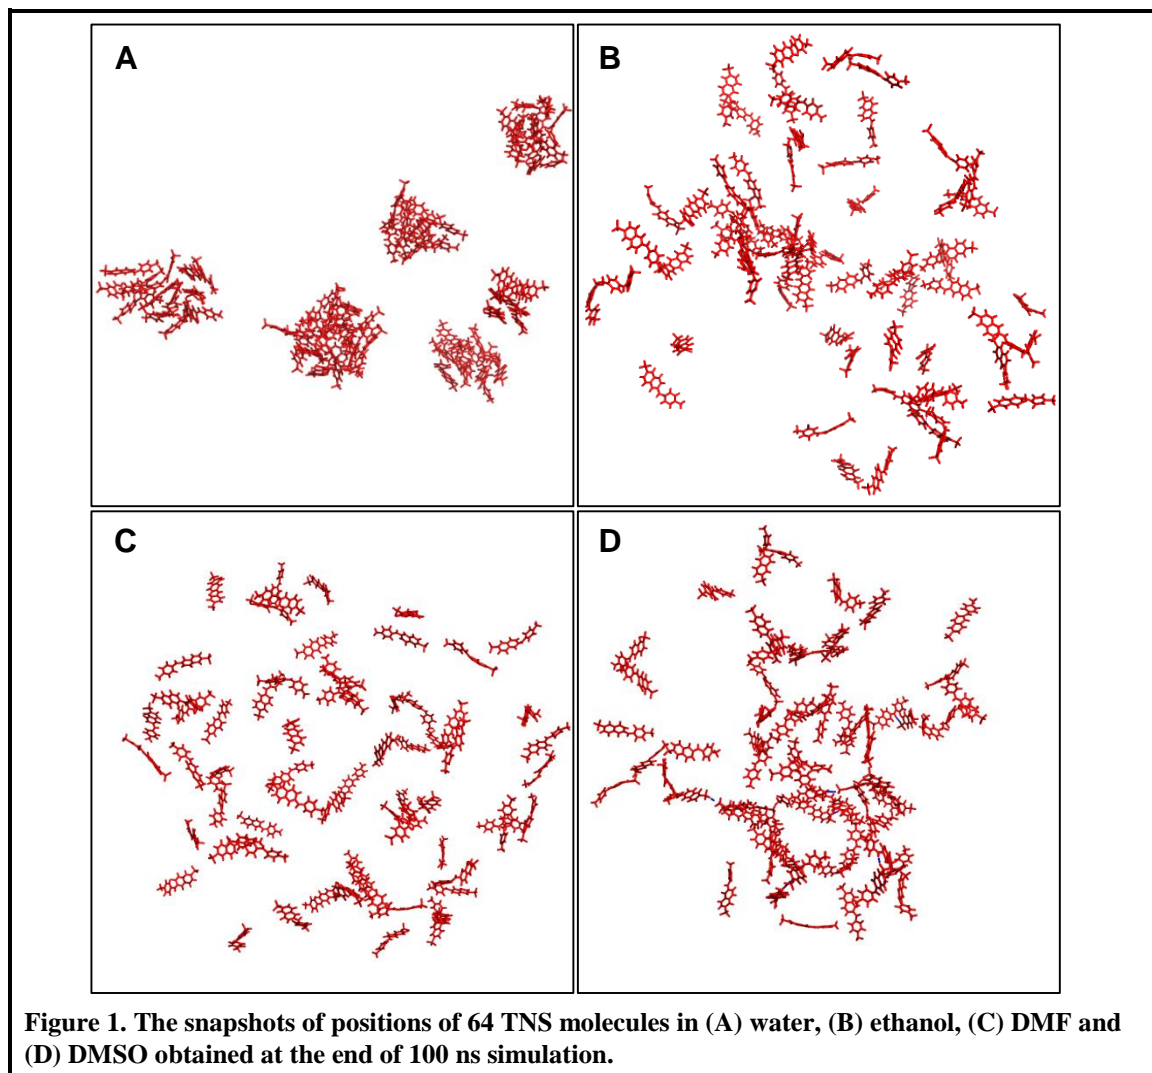 A
B
C
D
Figure 1. The snapshots of positions of 64 TNS molecules in (A) water, (B) ethanol, (C) DMF and
(D) DMSO obtained at the end of 100 ns simulation.